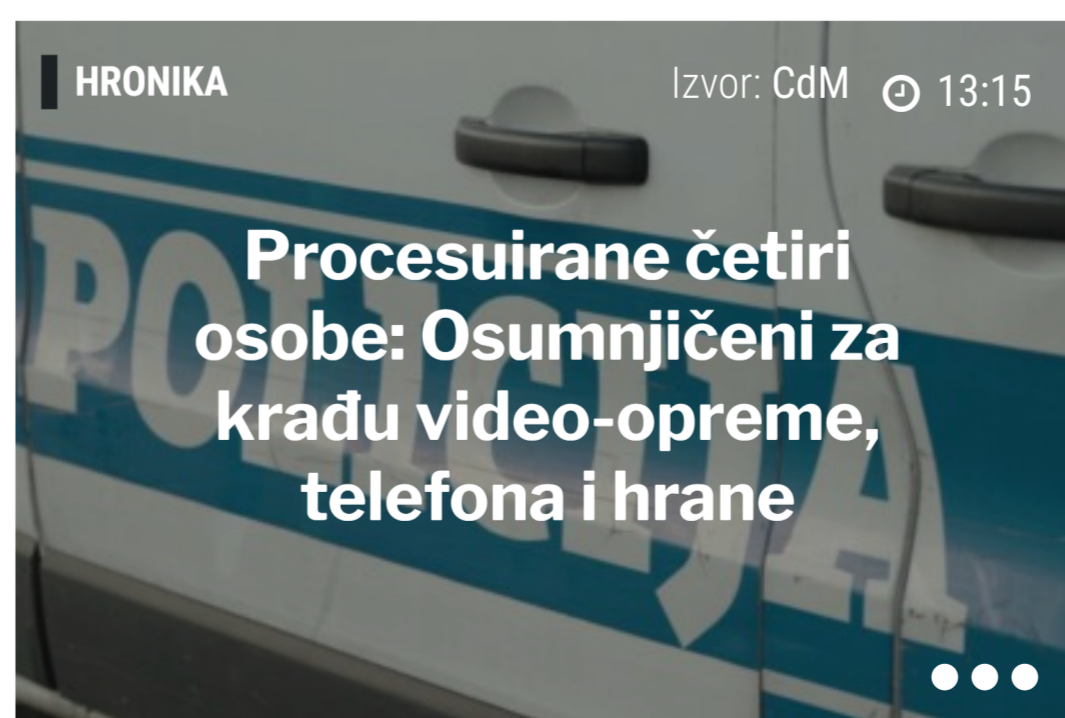 HRONIKA
Izvor: CdM 13:15
Procesuirane četiri
osobe: Osumnjičeni za
krađu video-opreme,
telefona i hrane
POLICIJA